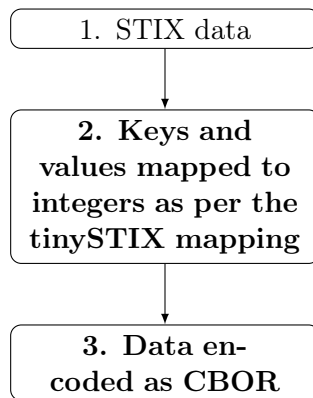 1. STIX data
2. Keys and
values mapped to
integers as per the
tinySTIX mapping
3. Data en-
coded as CBOR